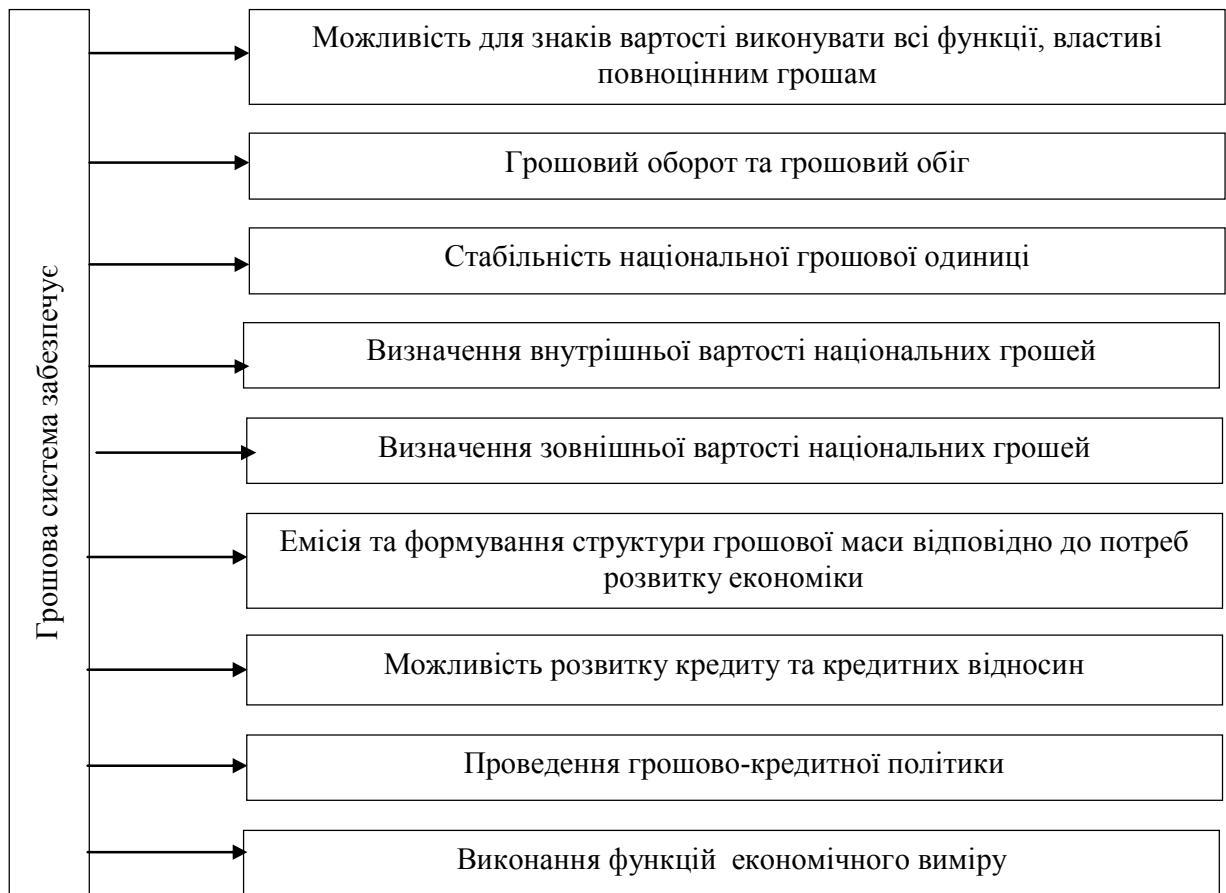 Грошова система забезпечує
Можливість для знаків вартості виконувати всі функції, властиві
повноцінним грошам
Грошовий оборот та грошовий обіг
Стабільність національної грошової одиниці
Визначення внутрішньої вартості національних грошей
Визначення зовнішньої вартості національних грошей
Емісія та формування структури грошової маси відповідно до потреб
розвитку економіки
Можливість розвитку кредиту та кредитних відносин
Проведення грошово-кредитної політики
Виконання функцій економічного виміру